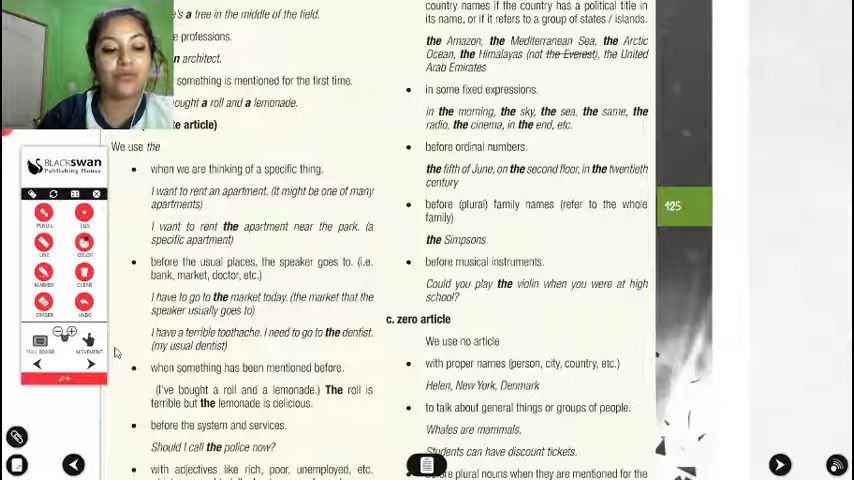 a tree in the middle of the field.
professions.
architect.
something is mentioned for the first time.
a roll and a lemonade.
article)
We use the
when we are thinking of a specific thing.
I want to rent an apartment. (it might be one of many
apartments)
I want to rent the apartment near the park. (a
specific apartment)
before the usual places, the speaker goes to. (i.e.
bank, market, doctor, etc.)
I have to go to the market today. (the market that the
speaker usually goes to)
I have a terrible toothache. I need to go to the dentist.
(my usual dentist)
when something has been mentioned before.
(I've bought a roll and a lemonade.) The roll is
terrible but the lemonade is delicious.
before the system and services.
Should I call the police now?
with adjectives like rich, poor, unemployed, etc.
country names if the country has a political title in
its name, or if it refers to a group of states / islands.
the Amazon, the Mediterranean Sea, the Arctic
Ocean, the Himalayas (not the Everest), the United
Arab Emirates
in some fixed expressions.
in the morning, the sky, the sea, the same, the
radio, the cinema, in the end, etc.
before ordinal numbers.
the fifth of June, on the second floor, in the twentieth
century
before (plural) family names (refer to the whole
family)
the Simpsons
before musical instruments.
Could you play the violin when you were at high
school?
c. zero article
We use no article
with proper names (person, city, country, etc.)
Helen, New York, Denmark
to talk about general things or groups of people.
Whales are mammals.
Students can have discount tickets.
plural nouns when they are mentioned for the
125
BLACKSWAN
Publishing House
PENCIL SIZE
LINE COLOR
MARKER CLEAR
ERASER UNDO
FULL BOARD MOVEMENT